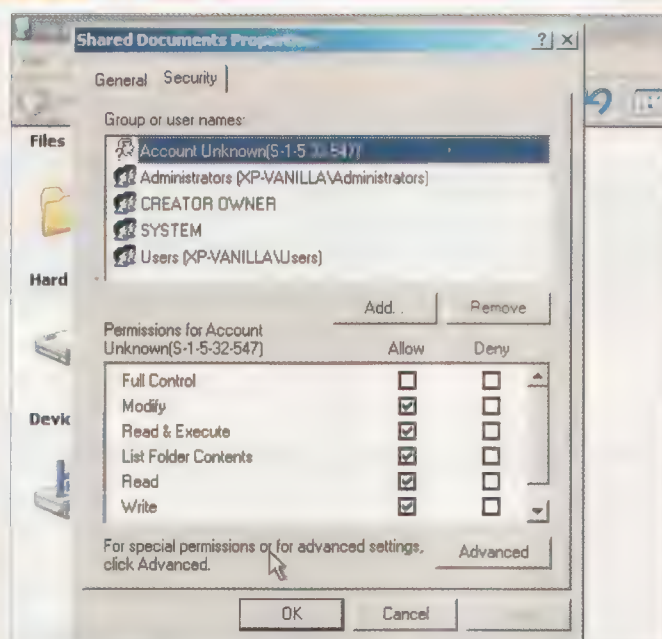 Shared Documents
? ×
General Security
Group or user names:
Account Unknown(S-1-5
Administrators (XP-VANILLA\Administrators)
CREATOR OWNER
SYSTEM
Users (XP-VANILLA\Users)
Add. . Remove
Permissions for Account
Unknown(S-1-5-32-547) Allow Deny
Full Control
Modify
Read & Execute
List Folder Contents
Read
Write
For special permissions or for advanced settings,
click Advanced.
Advanced
OK Cancel
Files
Hard
Devic